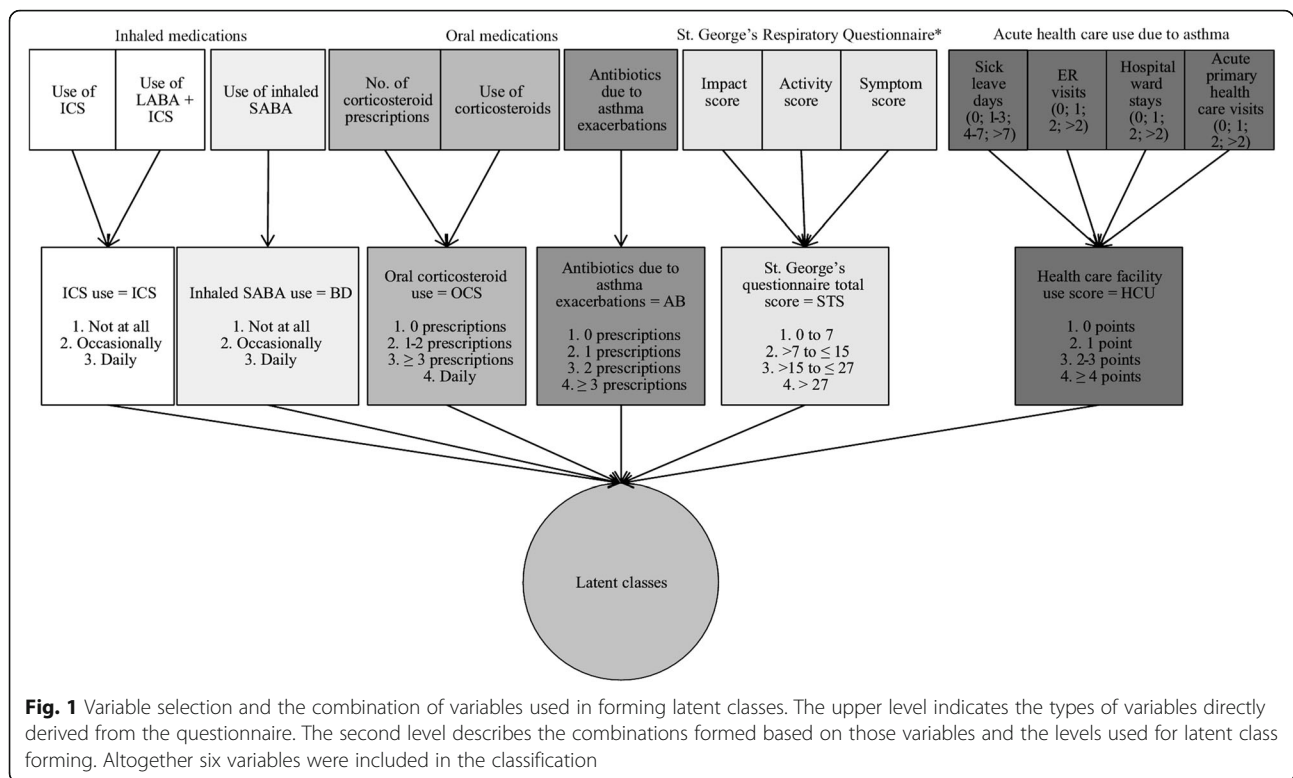 Inhaled medications
Oral medications
St. George's Respiratory Questionnaire*
Acute health care use due to asthma
Use of
ICS
Use of
LABA +
ICS
Use of inhaled
SABA
No. of
corticosteroid
prescriptions
Use of
corticosteroids
Antibiotics
due to
asthma
exacerbations
Impact
score
Activity
score
Symptom
score
Sick
leave
days
(0; 1-3;
4-7; >7)
ER
visits
(0; 1;
2; >2)
Hospital
ward
stays
(0; 1;
2; >2)
Acute
primary
health
care visits
(0; 1;
2; >2)
ICS use = ICS
1. Not at all
2. Occasionally
3. Daily
Inhaled SABA use = BD
1. Not at all
2. Occasionally
3. Daily
Oral corticosteroid
use = OCS
1. 0 prescriptions
2. 1-2 prescriptions
3. ≥ 3 prescriptions
4. Daily
Antibiotics due to
asthma
exacerbations = AB
1. 0 prescriptions
2. 1 prescriptions
3. 2 prescriptions
4. ≥ 3 prescriptions
St. George's
questionnaire total
score = STS
1. 0 to 7
2. >7 to ≤ 15
3. >15 to ≤ 27
4. > 27
Health care facility
use score = HCU
1. 0 points
2. 1 point
3. 2-3 points
4. ≥ 4 points
Latent classes
Fig. 1 Variable selection and the combination of variables used in forming latent classes. The upper level indicates the types of variables directly
derived from the questionnaire. The second level describes the combinations formed based on those variables and the levels used for latent class
forming. Altogether six variables were included in the classification